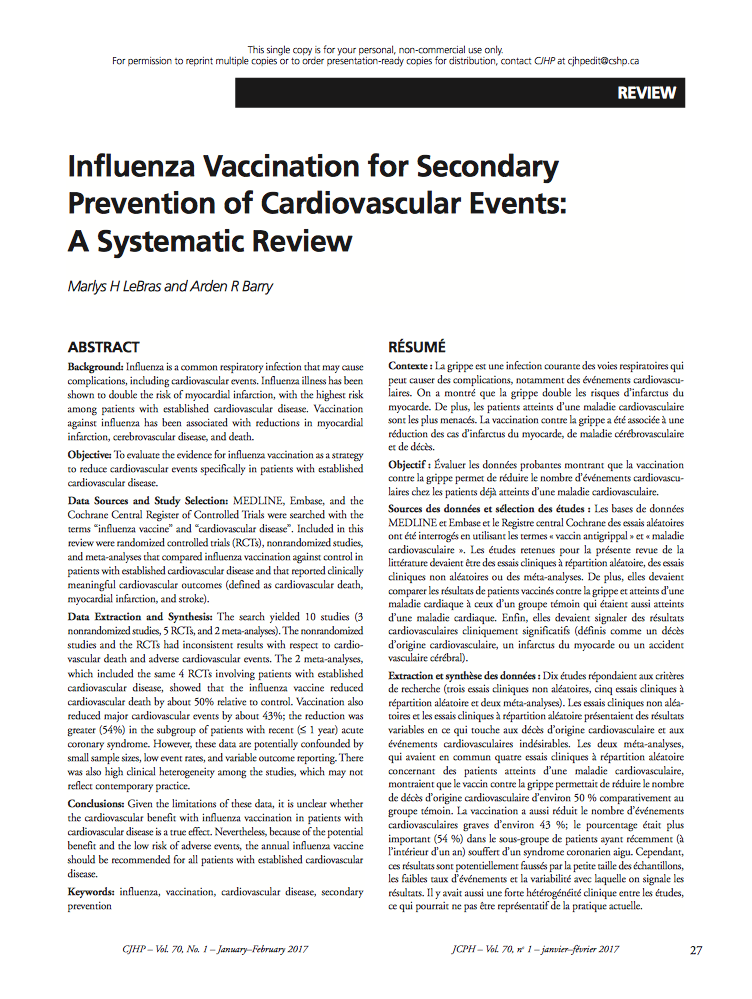 This single copy is for your personal, non-commercial use only.
For permission to reprint multiple copies or to order presentation-ready copies for distribution, contact CJHP at cjhpedit@cshp.ca
REVIEW
Influenza Vaccination for Secondary
Prevention of Cardiovascular Events:
A Systematic Review
Marlys H LeBras and Arden R Barry
ABSTRACT
Background: Influenza is a common respiratory infection that may cause
complications, including cardiovascular events. Influenza illness has been
shown to double the risk of myocardial infarction, with the highest risk
among patients with established cardiovascular disease. Vaccination
against influenza has been associated with reductions in myocardial
infarction, cerebrovascular disease, and death.
Objective: To evaluate the evidence for influenza vaccination as a strategy
to reduce cardiovascular events specifically in patients with established
cardiovascular disease.
Data Sources and Study Selection: MEDLINE, Embase, and the
Cochrane Central Register of Controlled Trials were searched with the
terms “influenza vaccine” and “cardiovascular disease”. Included in this
review were randomized controlled trials (RCTs), nonrandomized studies,
and meta-analyses that compared influenza vaccination against control in
patients with established cardiovascular disease and that reported clinically
meaningful cardiovascular outcomes (defined as cardiovascular death,
myocardial infarction, and stroke).
Data Extraction and Synthesis: The search yielded 10 studies (3
nonrandomized studies, 5 RCTs, and 2 meta-analyses). The nonrandomized
studies and the RCTs had inconsistent results with respect to cardio-
vascular death and adverse cardiovascular events. The 2 meta-analyses,
which included the same 4 RCTs involving patients with established
cardiovascular disease, showed that the influenza vaccine reduced
cardiovascular death by about 50% relative to control. Vaccination also
reduced major cardiovascular events by about 43%; the reduction was
greater (54%) in the subgroup of patients with recent (≤ 1 year) acute
coronary syndrome. However, these data are potentially confounded by
small sample sizes, low event rates, and variable outcome reporting. There
was also high clinical heterogeneity among the studies, which may not
reflect contemporary practice.
Conclusions: Given the limitations of these data, it is unclear whether
the cardiovascular benefit with influenza vaccination in patients with
cardiovascular disease is a true effect. Nevertheless, because of the potential
benefit and the low risk of adverse events, the annual influenza vaccine
should be recommended for all patients with established cardiovascular
disease.
Keywords: influenza, vaccination, cardiovascular disease, secondary
prevention
RÉSUMÉ
Contexte : La grippe est une infection courante des voies respiratoires qui
peut causer des complications, notamment des événements cardiovascu-
laires. On a montré que la grippe double les risques d’infarctus du
myocarde. De plus, les patients atteints d’une maladie cardiovasculaire
sont les plus menacés. La vaccination contre la grippe a été associée à une
réduction des cas d’infarctus du myocarde, de maladie cérébrovasculaire
et de décès.
Objectif : Évaluer les données probantes montrant que la vaccination
contre la grippe permet de réduire le nombre d’événements cardiovascu-
laires chez les patients déjà atteints d’une maladie cardiovasculaire.
Sources des données et sélection des études : Les bases de données
MEDLINE et Embase et le Registre central Cochrane des essais aléatoires
ont été interrogés en utilisant les termes « vaccin antigrippal » et « maladie
cardiovasculaire ». Les études retenues pour la présente revue de la
littérature devaient être des essais cliniques à répartition aléatoire, des essais
cliniques non aléatoires ou des méta-analyses. De plus, elles devaient
comparer les résultats de patients vaccinés contre la grippe et atteints d’une
maladie cardiaque à ceux d’un groupe témoin qui étaient aussi atteints
d’une maladie cardiaque. Enfin, elles devaient signaler des résultats
cardiovasculaires cliniquement significatifs (définis comme un décès
d’origine cardiovasculaire, un infarctus du myocarde ou un accident
vasculaire cérébral).
Extraction et synthèse des données : Dix études répondaient aux critères
de recherche (trois essais cliniques non aléatoires, cinq essais cliniques à
répartition aléatoire et deux méta-analyses). Les essais cliniques non aléa-
toires et les essais cliniques à répartition aléatoire présentaient des résultats
variables en ce qui touche aux décès d’origine cardiovasculaire et aux
événements cardiovasculaires indésirables. Les deux méta-analyses,
qui avaient en commun quatre essais cliniques à répartition aléatoire
concernant des patients atteints d’une maladie cardiovasculaire,
montraient que le vaccin contre la grippe permettait de réduire le nombre
de décès d’origine cardiovasculaire d’environ 50 % comparativement au
groupe témoin. La vaccination a aussi réduit le nombre d’événements
cardiovasculaires graves d’environ 43 %; le pourcentage était plus
important (54 %) dans le sous-groupe de patients ayant récemment (à
l’intérieur d’un an) souffert d’un syndrome coronarien aigu. Cependant,
ces résultats sont potentiellement faussés par la petite taille des échantillons,
les faibles taux d’événements et la variabilité avec laquelle on signale les
résultats. Il y avait aussi une forte hétérogénéité clinique entre les études,
ce qui pourrait ne pas être représentatif de la pratique actuelle.
CJHP – Vol. 70, No. 1 – January–February 2017
JCPH – Vol. 70, nº 1 – janvier–février 2017
27